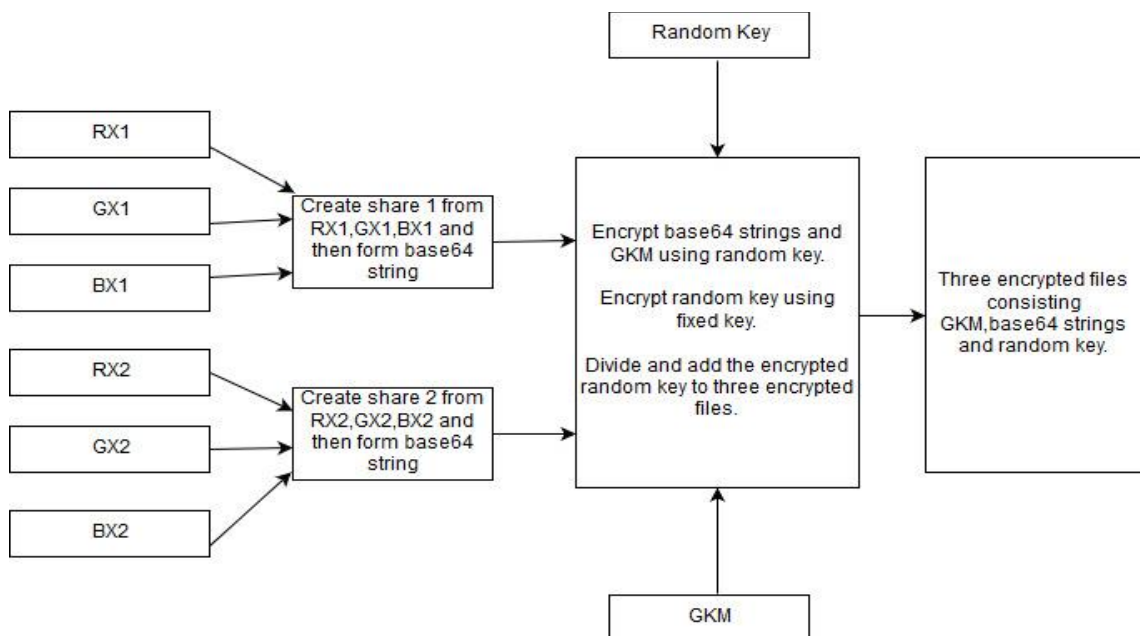 Random Key
RX1
GX1
BX1
Create share 1 from
RX1,GX1,BX1 and
then form base64
string
RX2
GX2
BX2
Create share 2 from
RX2,GX2,BX2 and
then form base64
string
Encrypt base64 strings and
GKM using random key.
Encrypt random key using
fixed key.
Divide and add the encrypted
random key to three encrypted
files.
Three encrypted files
consisting
GKM,base64 strings
and random key.
GKM